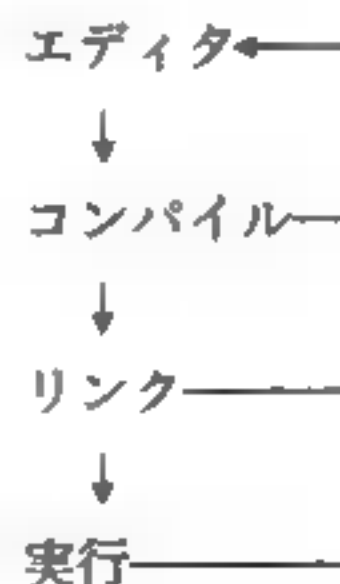 エディタ
コンパイル
リンク
実行